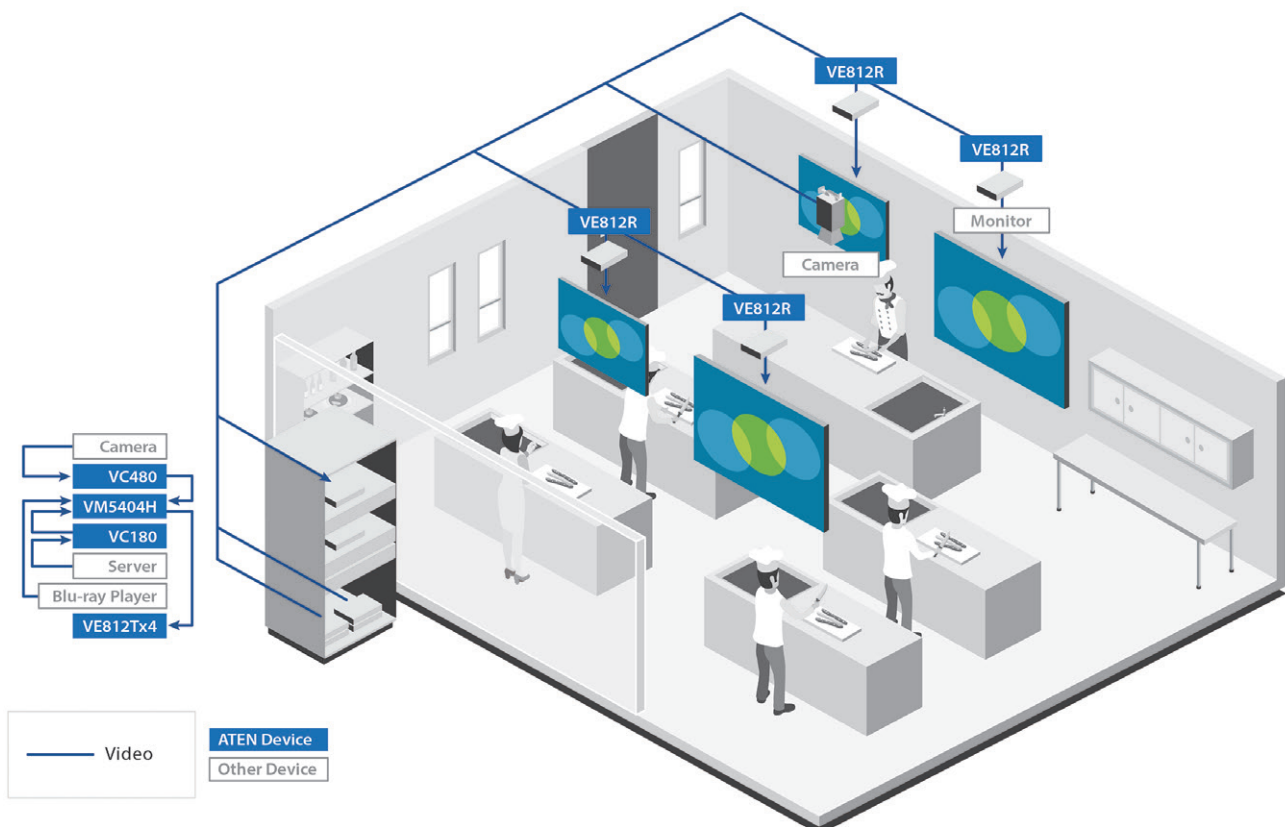 VE812R
VE812R
Monitor
VE812R
Camera
VE812R
Camera
VC480
VM5404H
VC180
Server
Blu-ray Player
VE812Tx4
Video
ATEN Device
Other Device